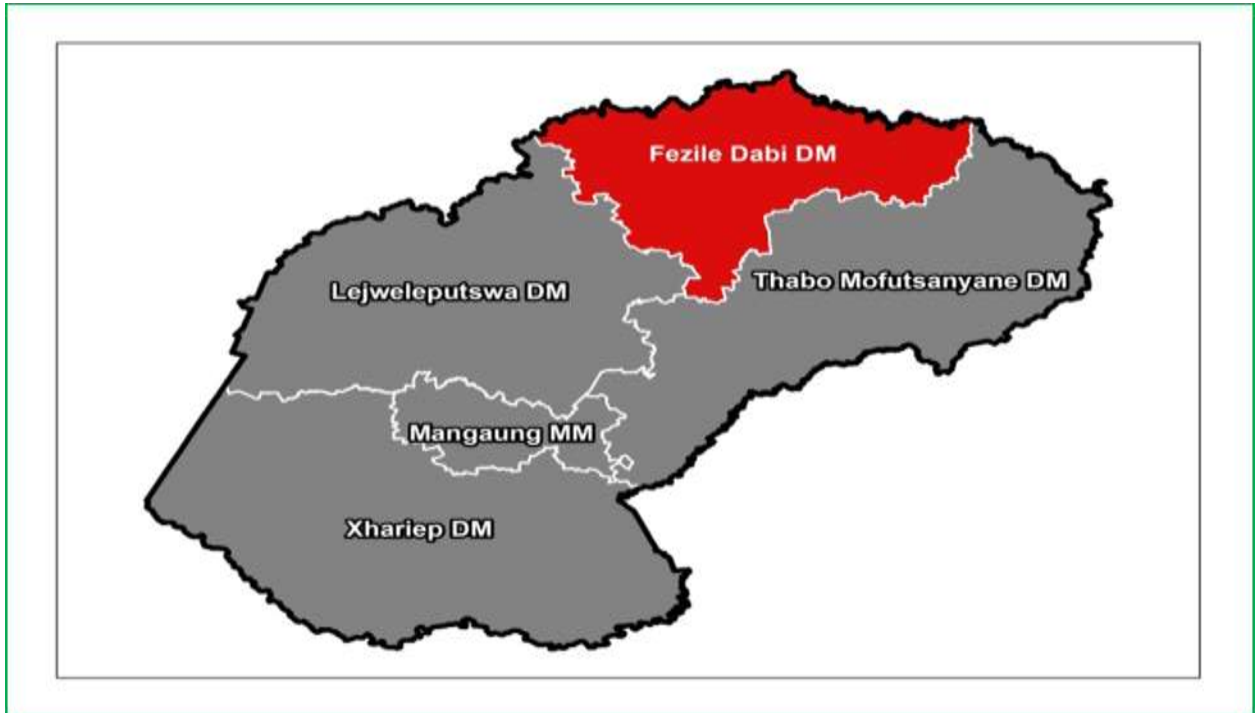 Fezile Dabi DM
Thabo Mofutsanyane DM
Lejweleputswa DM
Mangaung MM
Xhariep DM